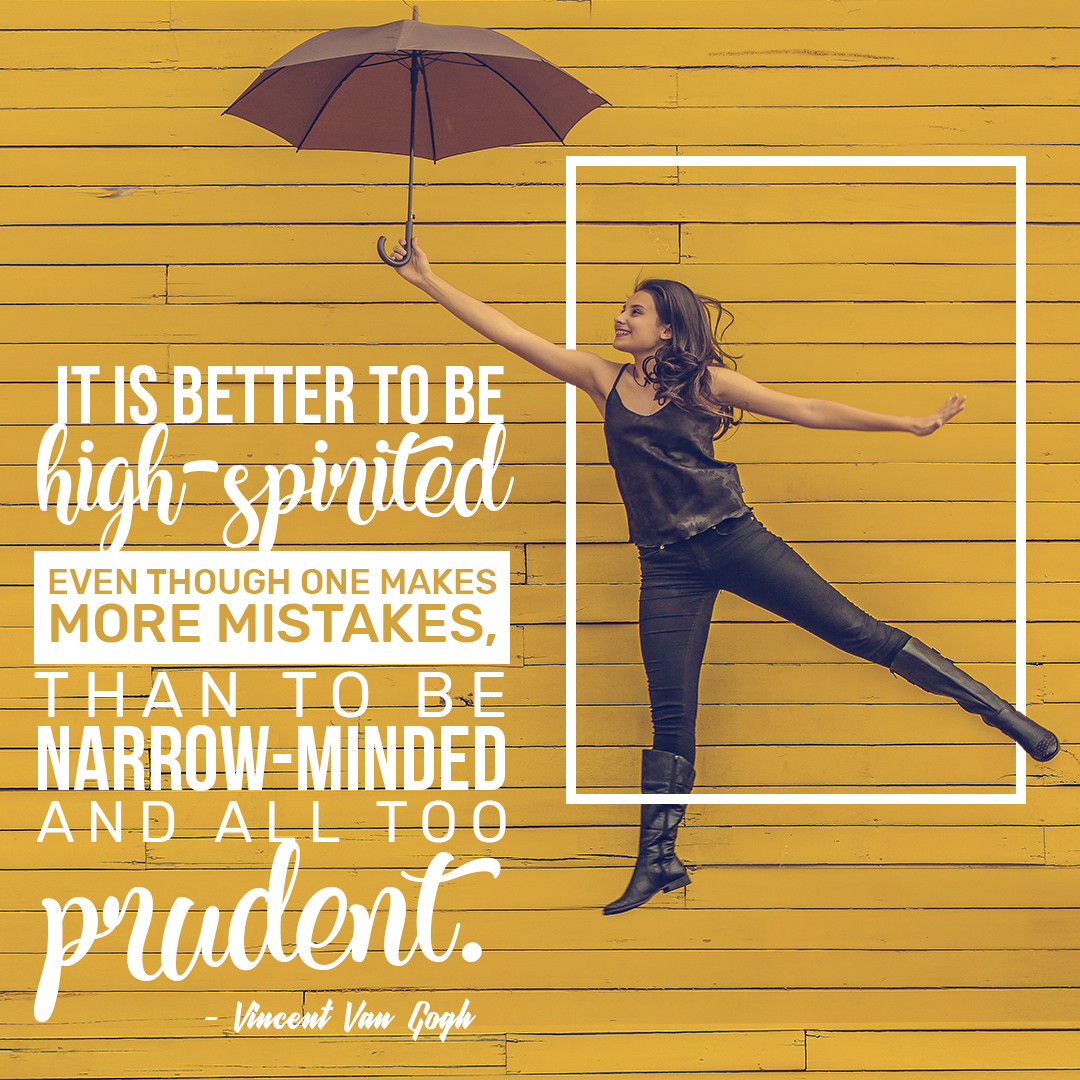 IT IS BETTER TO BE
high-spirited
EVEN THOUGH ONE MAKES
MORE MISTAKES,
THAN TO BE
NARROW-MINDED
AND ALL TOO
prudent.
- Vincent Van Gogh